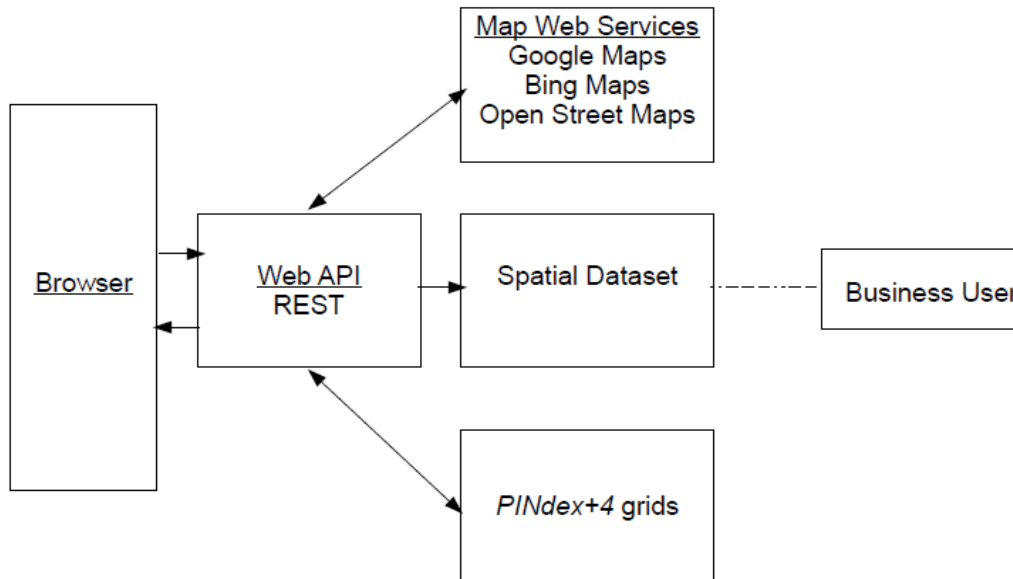 Map Web Services
Google Maps
Bing Maps
Open Street Maps
Browser
Web API
REST
Spatial Dataset
Business User
PINdex+4 grids